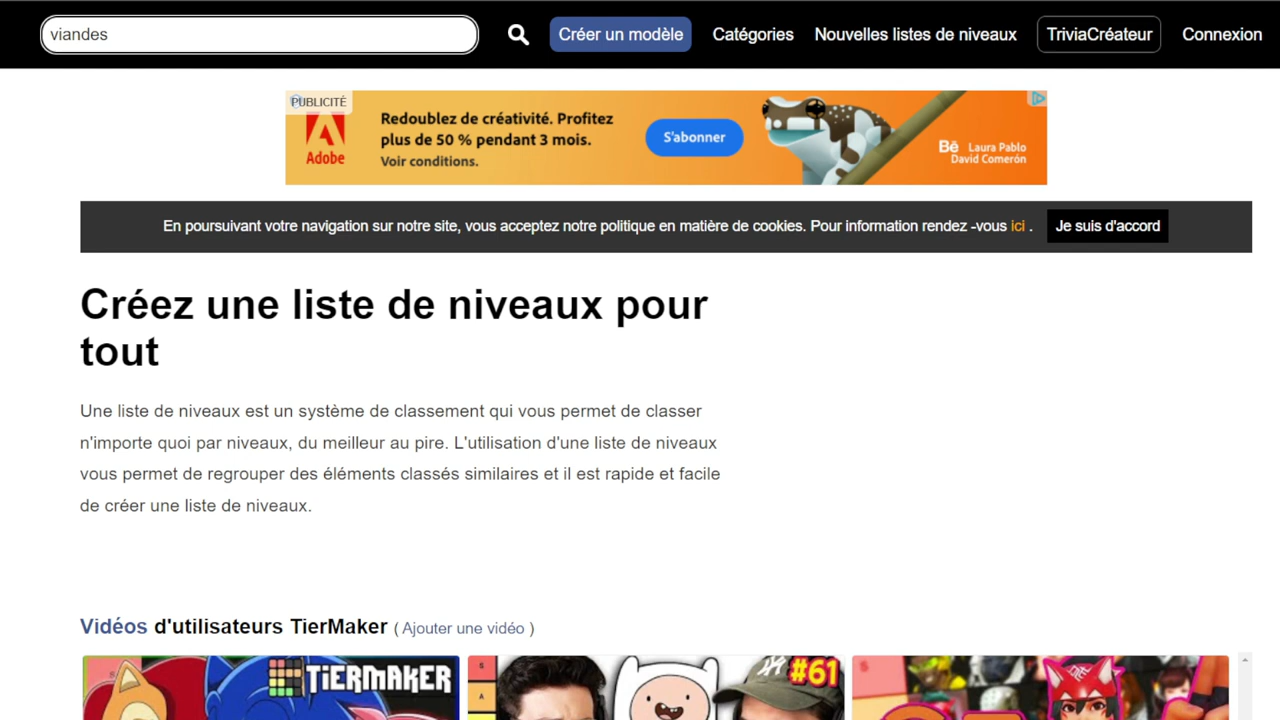 viandes
Créer un modèle
Catégories
Nouvelles listes de niveaux
TriviaCréateur
Connexion
PUBLICITÉ
Adobe
Redoublez de créativité. Profitez
plus de 50 % pendant 3 mois.
Voir conditions.
S'abonner
Bē Laura Pablo
David Comerón
En poursuivant votre navigation sur notre site, vous acceptez notre politique en matière de cookies. Pour information rendez -vous ici .
Je suis d'accord
Créez une liste de niveaux pour
tout
Une liste de niveaux est un système de classement qui vous permet de classer
n'importe quoi par niveaux, du meilleur au pire. L'utilisation d'une liste de niveaux
vous permet de regrouper des éléments classés similaires et il est rapide et facile
de créer une liste de niveaux.
Vidéos d'utilisateurs TierMaker ( Ajouter une vidéo )
TiERMAKER
S
A
#61
S